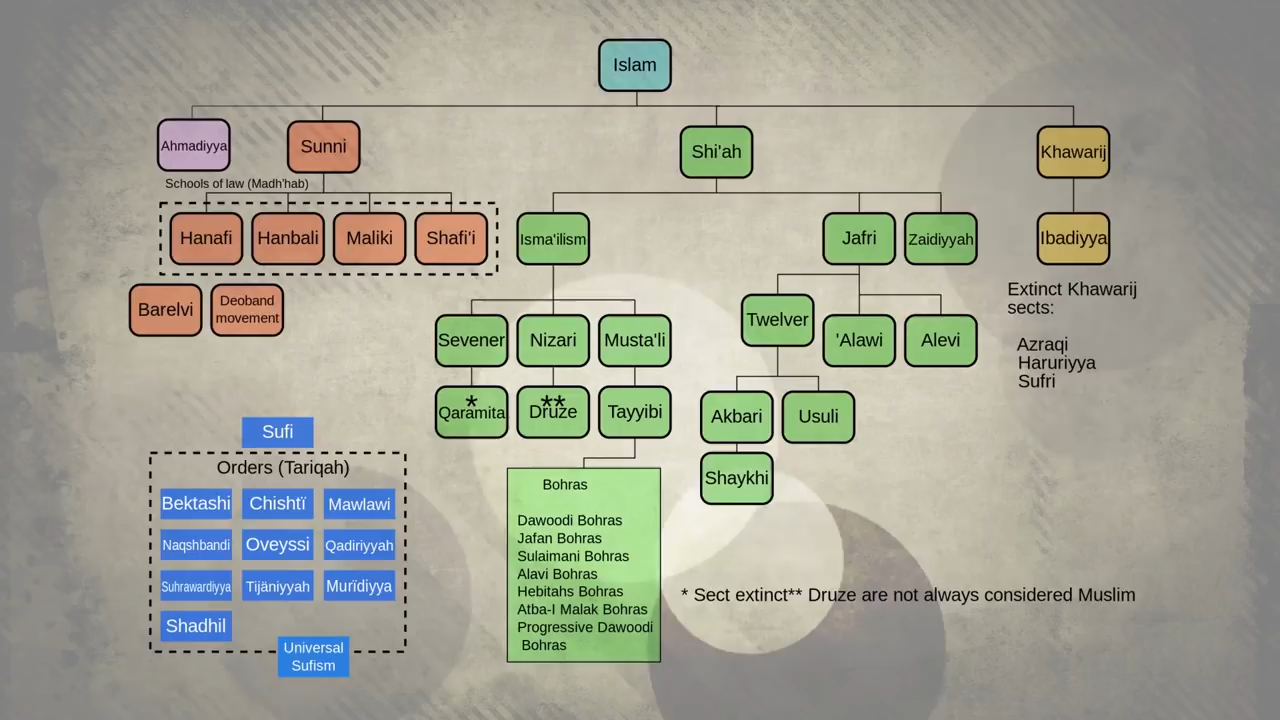 Islam
Ahmadiyya
Sunni
Shi'ah
Khawarij
Schools of law (Madh'hab)
Hanafi
Hanbali
Maliki
Shafi'i
Isma'ilism
Jafri
Zaidiyyah
Ibadiyya
Barelvi
Deoband
movement
Extinct Khawarij
sects:
Azraqi
Haruriyya
Sufri
Sevener
Nizari
Musta'li
Twelver
'Alawi
Alevi
*
Qaramita
**
Druze
Tayyibi
Akbari
Usuli
Shaykhi
Sufi
Orders (Tariqah)
Bektashi
Chishtï
Mawlawi
Naqshbandi
Oveyssi
Qadiriyyah
Suhrawardiyya
Tijäniyyah
Murïdiyya
Shadhil
Universal
Sufism
Bohras
Dawoodi Bohras
Jafan Bohras
Sulaimani Bohras
Alavi Bohras
Hebitahs Bohras
Atba-I Malak Bohras
Progressive Dawoodi
Bohras
* Sect extinct** Druze are not always considered Muslim